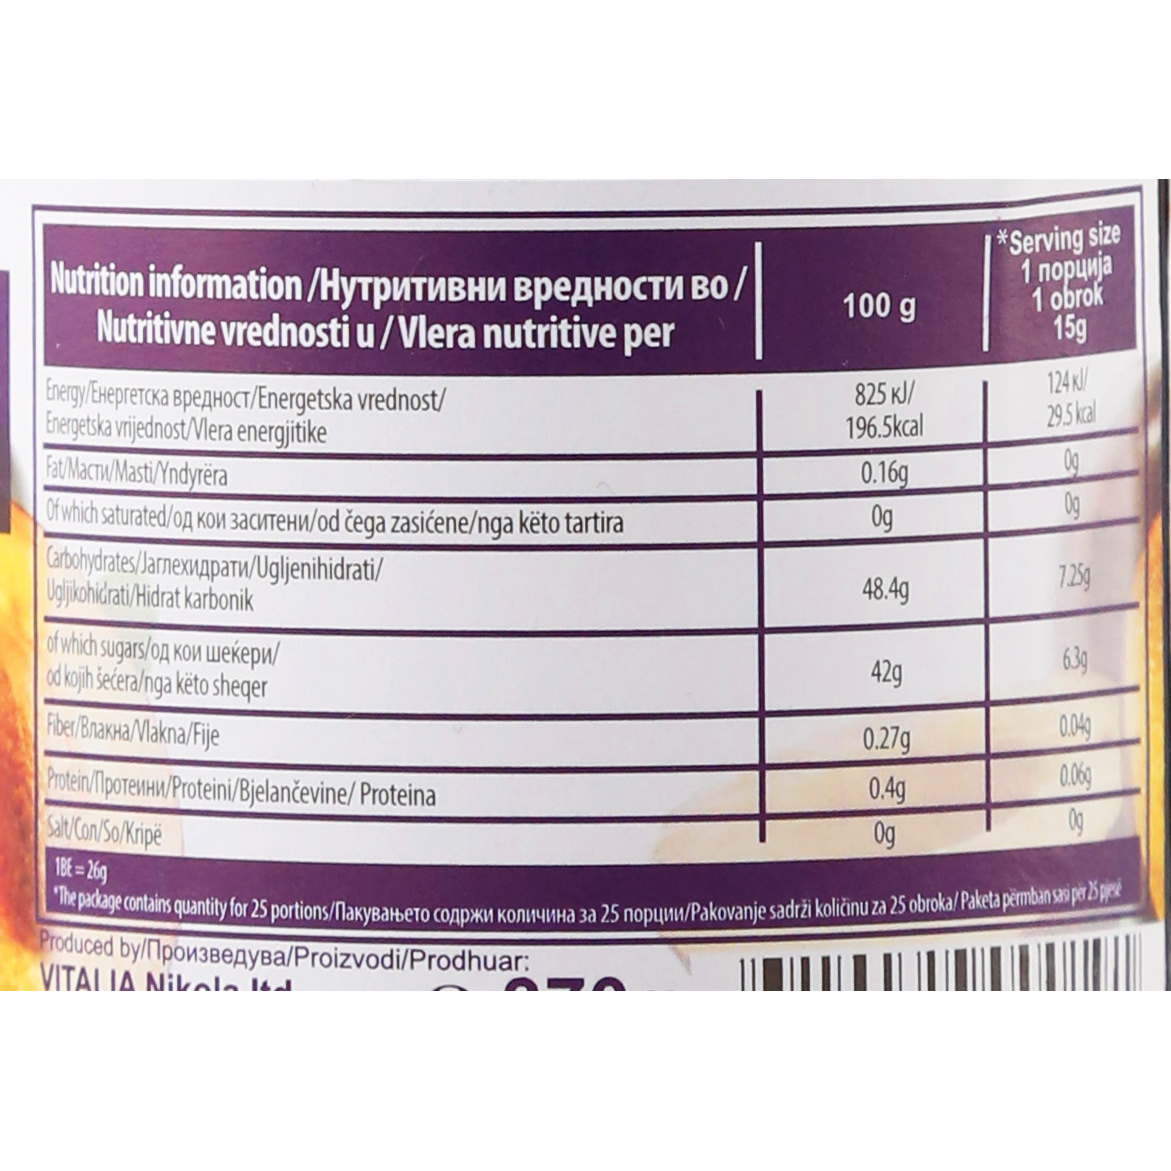 Nutrition information /Нутритивни вредности во /
Nutritivne vrednosti u / Vlera nutritive per
100 g
*Serving size
1 порција
1 obrok
15g
Energy/Енергетска вредност/Energetska vrednost/
Energetska vrijednost/Vlera energjitike
825 кJ/
196.5kcal
124 кJ/
29.5 kcal
Fat/Масти/Masti/Yndyrëra
0.16g
0g
Of which saturated/од кои заситени/od čega zasićene/nga këto tartira
0g
0g
Carbohydrates/Јаглехидрати/Ugljenihidrati/
Ugljikohidrati/Hidrat karbonik
48.4g
7.25g
of which sugars/од кои шеќери/
od kojih šećera/nga këto sheqer
42g
6.3g
Fiber/Влакна/Vlakna/Fije
0.27g
0.04g
Protein/Протеини/Proteini/Bjelančevine/ Proteina
0.4g
0.06g
Salt/Сол/So/Kripë
0g
0g
1BE = 26g
*The package contains quantity for 25 portions/Пакувањето содржи количина за 25 порции/Pakovanje sadrži količinu za 25 obroka/ Paketa përmban sasi për 25 pjesë
Produced by/Произведува/Proizvodi/Prodhuar:
VITALIA Nikola ltd